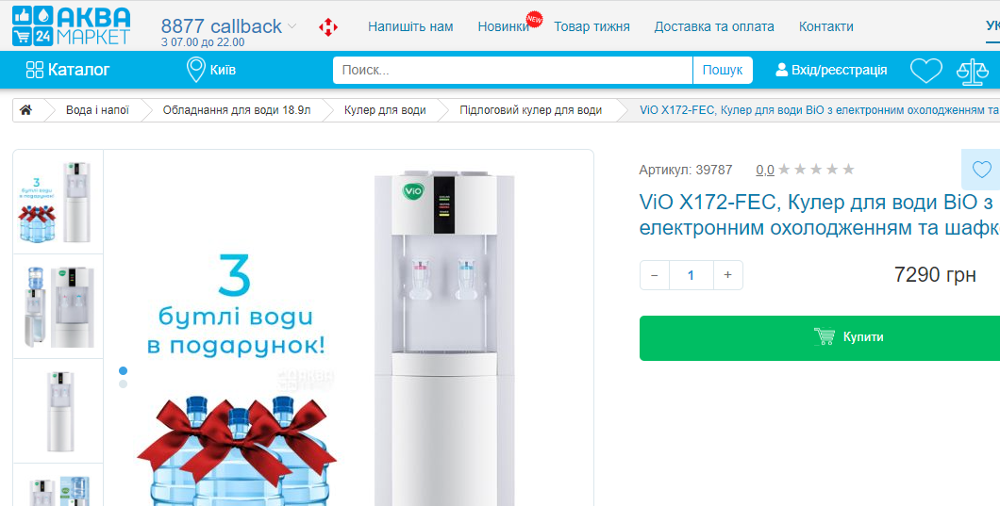 АКВА
24 МАРКЕТ
8877 callback
З 07.00 до 22.00
Напишіть нам
Новинки
NEW
Товар тижня
Доставка та оплата
Контакти
УК
Каталог
Київ
Поиск...
Пошук
Вхід/реєстрація
Вода і напої
Обладнання для води 18.9л
Кулер для води
Підлоговий кулер для води
ViO X172-FEC, Кулер для води ВіО з електронним охолодженням та
3
бутлі води
в подарунок!
ViO
3
бутлі води
в подарунок!
Артикул: 39787
0,0
ViO X172-FEC, Кулер для води ВіО з
електронним охолодженням та шафк
– 1 +
7290 грн
Купити